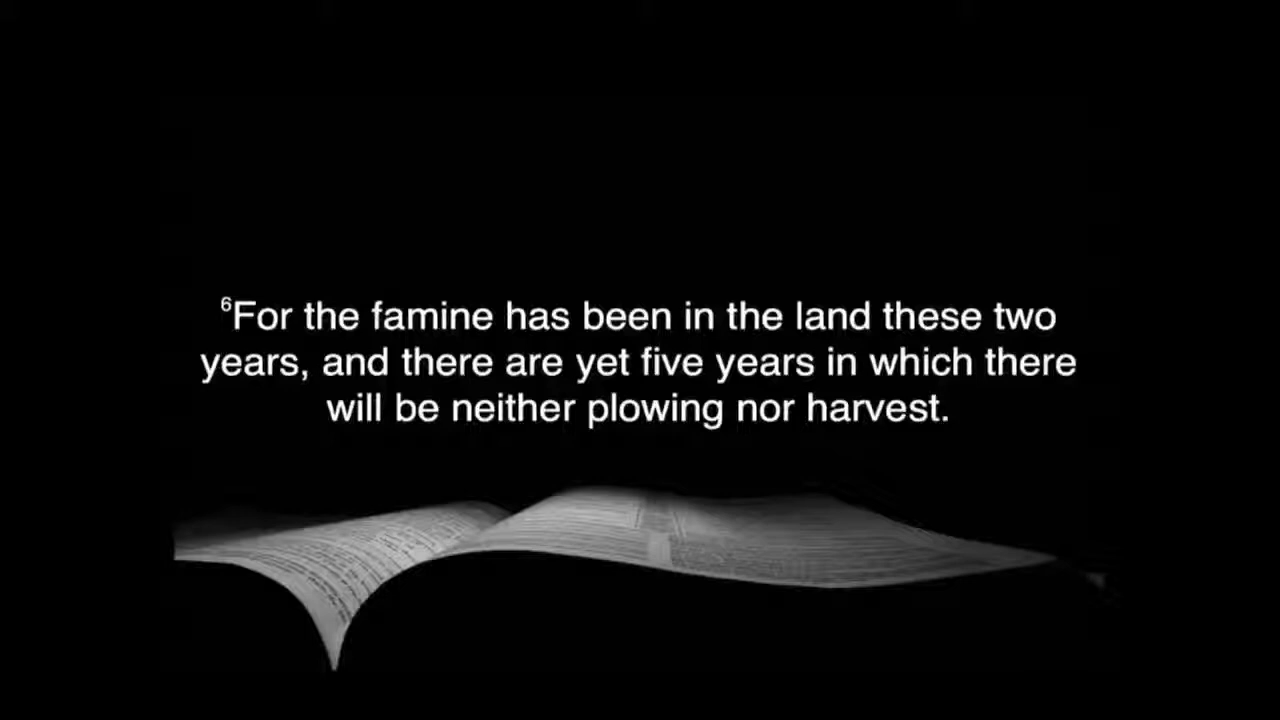 ⁶For the famine has been in the land these two
years, and there are yet five years in which there
will be neither plowing nor harvest.